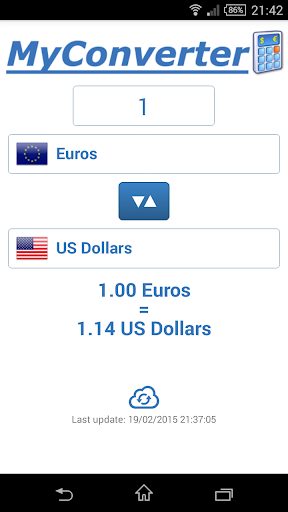 86% 21:42
MyConverter
1
Euros
US Dollars
1.00 Euros
=
1.14 US Dollars
Last update: 19/02/2015 21:37:05